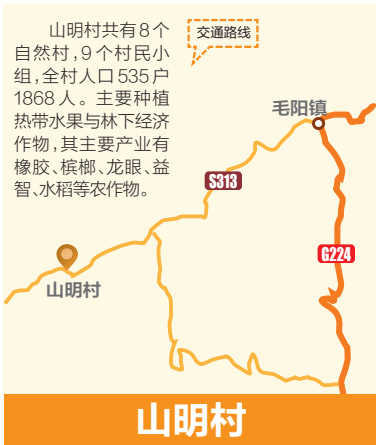 山明村共有8个
自然村,9个村民小
组,全村人口535户
1868人。主要种植
热带水果与林下经济
作物,其主要产业有
橡胶、槟榔、龙眼、益
智、水稻等农作物。
交通路线
毛阳镇
S313
G224
山明村
山明村